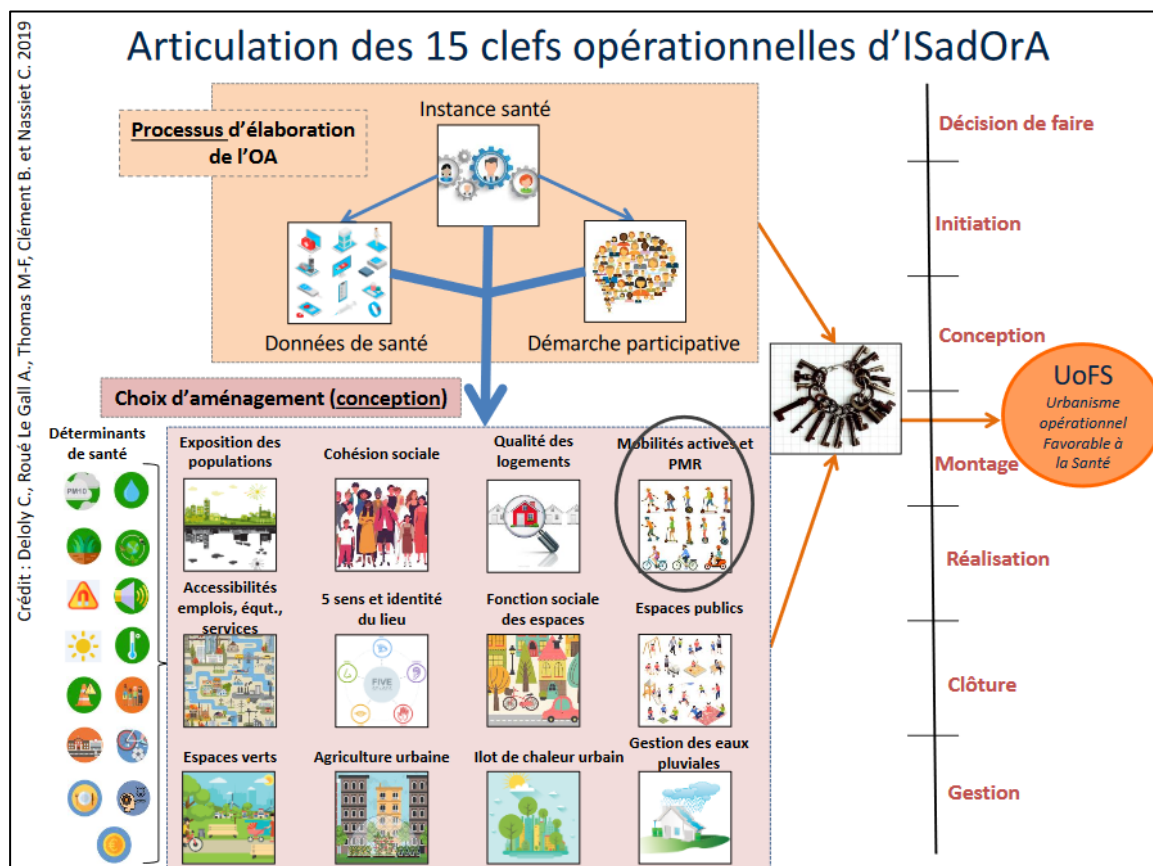 Articulation des 15 clefs opérationnelles d'ISadOrA
Crédit : Deloly C., Roué Le Gall A., Thomas M-F, Clément B. et Nassiet C. 2019
Processus d'élaboration
de l'OA
Instance santé
Données de santé
Démarche participative
Choix d'aménagement (conception)
Déterminants
de santé
PM10
Exposition des
populations
Cohésion sociale
Qualité des
logements
Mobilités actives et
PMR
Accessibilités
emplois, équt.,
services
5 sens et identité
du lieu
FIVE
Fonction sociale
des espaces
Espaces publics
Espaces verts
Agriculture urbaine
Ilot de chaleur urbain
Gestion des eaux
pluviales
Décision de faire
Initiation
Conception
UoFS
Urbanisme
opérationnel
Favorable à
la Santé
Montage
Réalisation
Clôture
Gestion